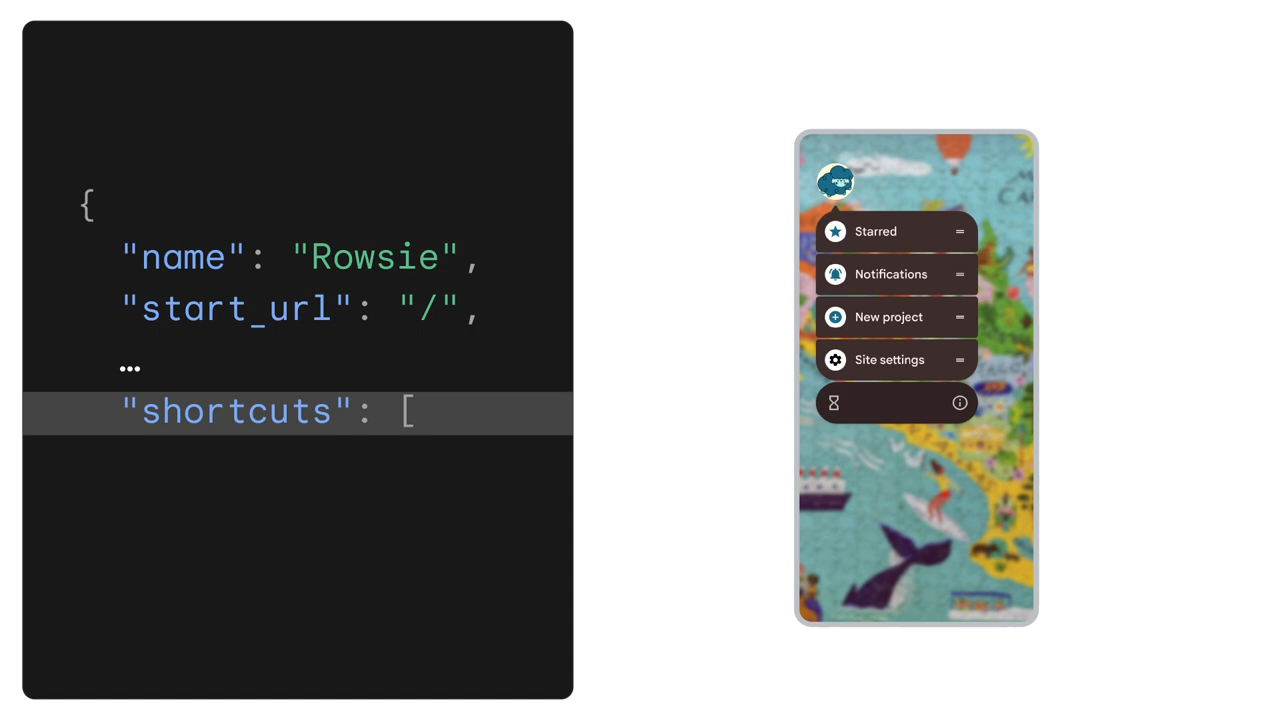 {
"name": "Rowsie",
"start_url": "/",
…
"shortcuts": [
Starred
Notifications
New project
Site settings